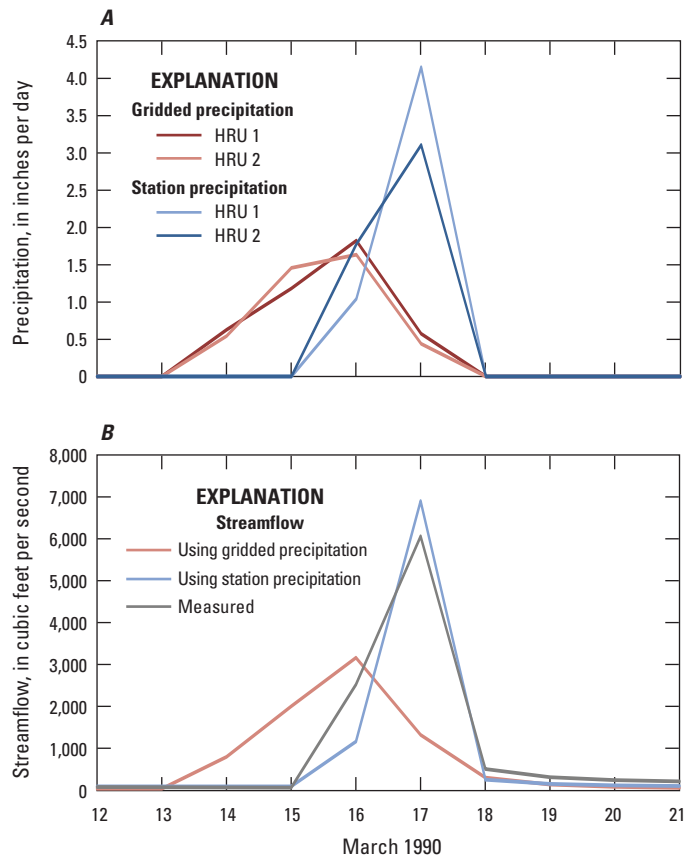 A
Precipitation, in inches per day
4.5
4.0
3.5
3.0
2.5
2.0
1.5
1.0
0.5
0
EXPLANATION
Gridded precipitation
HRU 1
HRU 2
Station precipitation
HRU 1
HRU 2
B
Streamflow, in cubic feet per second
8,000
7,000
6,000
5,000
4,000
3,000
2,000
1,000
0
EXPLANATION
Streamflow
Using gridded precipitation
Using station precipitation
Measured
12 13 14 15 16 17 18 19 20 21
March 1990